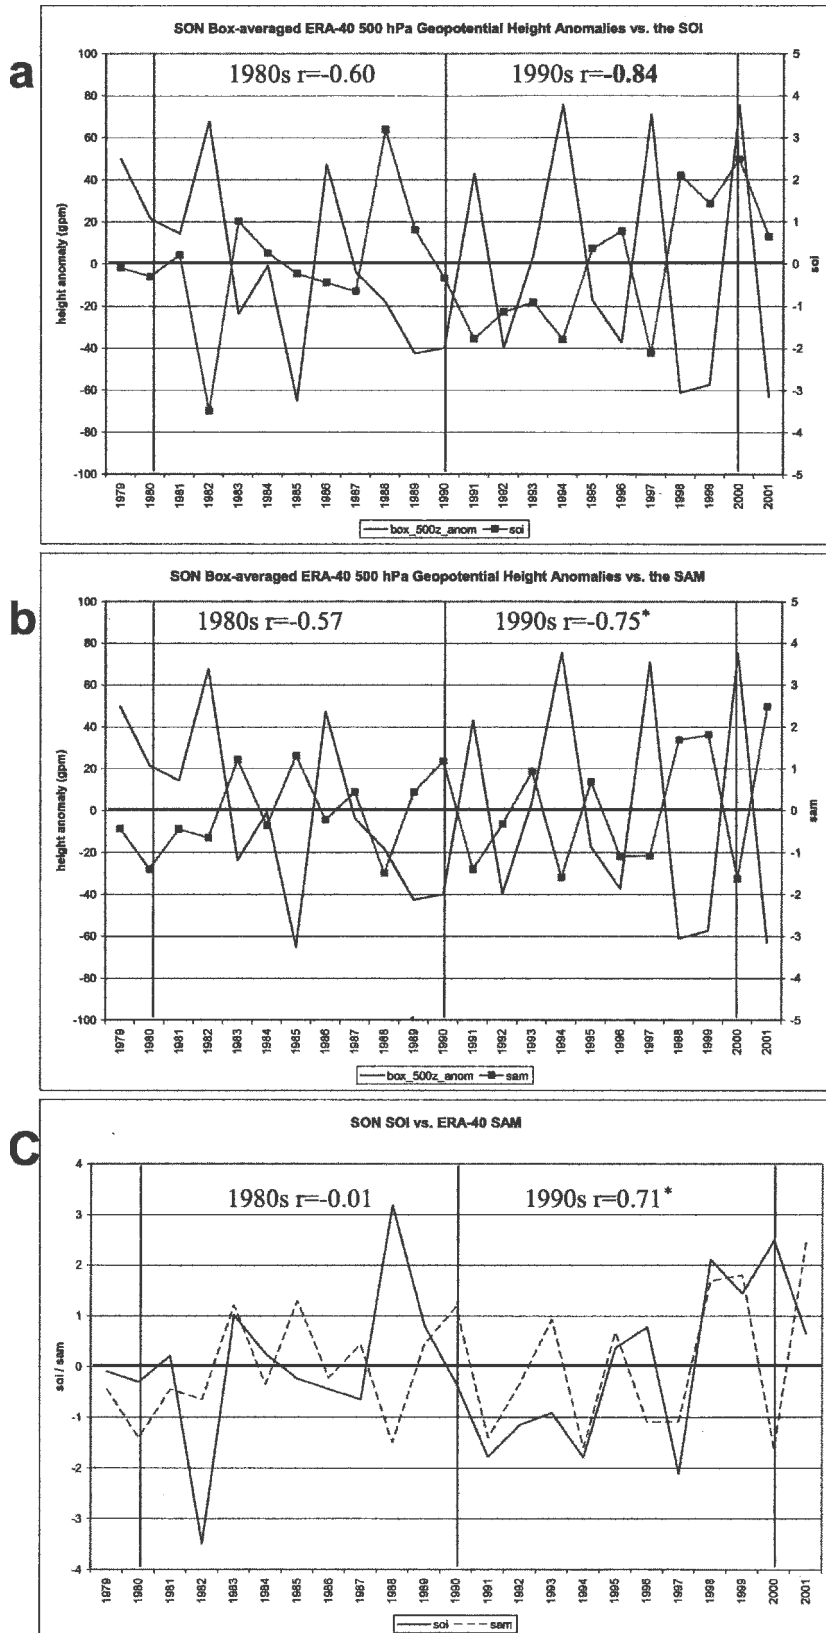 a
SON Box-averaged ERA-40 500 hPa Geopotential Height Anomalies vs. the SOI
1980s r=-0.60
1990s r=-0.84
100
80
60
40
20
0
-20
-40
-60
-80
-100
height anomaly (gpm)
5
4
3
2
1
0
-1
-2
-3
-4
-5
soi
1979 1980 1981 1982 1983 1984 1985 1986 1987 1988 1989 1990 1991 1992 1993 1994 1995 1996 1997 1998 1999 2000 2001
box_500z_anom soi
b
SON Box-averaged ERA-40 500 hPa Geopotential Height Anomalies vs. the SAM
1980s r=-0.57
1990s r=-0.75*
100
80
60
40
20
0
-20
-40
-60
-80
-100
height anomaly (gpm)
5
4
3
2
1
0
-1
-2
-3
-4
-5
sam
1979 1980 1981 1982 1983 1984 1985 1986 1987 1988 1989 1990 1991 1992 1993 1994 1995 1996 1997 1998 1999 2000 2001
box_500z_anom sam
C
SON SOI vs. ERA-40 SAM
1980s r=-0.01
1990s r=0.71*
4
3
2
1
0
-1
-2
-3
-4
soi / sam
1979 1980 1981 1982 1983 1984 1985 1986 1987 1988 1989 1990 1991 1992 1993 1994 1995 1996 1997 1998 1999 2000 2001
soi sam